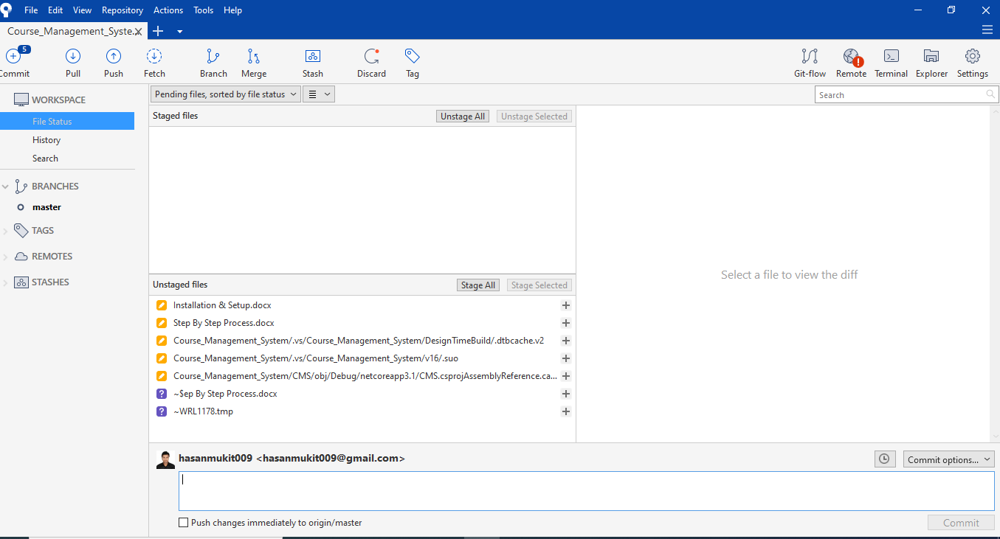 File Edit View Repository Actions Tools Help
Course_Management_Syste.
5
Commit Pull Push Fetch Branch Merge Stash Discard Tag Git-flow Remote Terminal Explorer Settings
Pending files, sorted by file status
Search
WORKSPACE
File Status
History
Search
BRANCHES
master
TAGS
REMOTES
STASHES
Staged files Unstage All Unstage Selected
Unstaged files Stage All Stage Selected
Installation & Setup.docx
Step By Step Process.docx
Course_Management_System/.vs/Course_Management_System/DesignTimeBuild/.dtbcache.v2
Course_Management_System/.vs/Course_Management_System/v16/.suo
Course_Management_System/CMS/obj/Debug/netcoreapp3.1/CMS.csprojAssemblyReference.ca...
~$ep By Step Process.docx
~WRL1178.tmp
Select a file to view the diff
hasanmukit009 <hasanmukit009@gmail.com>
Commit options...
Push changes immediately to origin/master
Commit